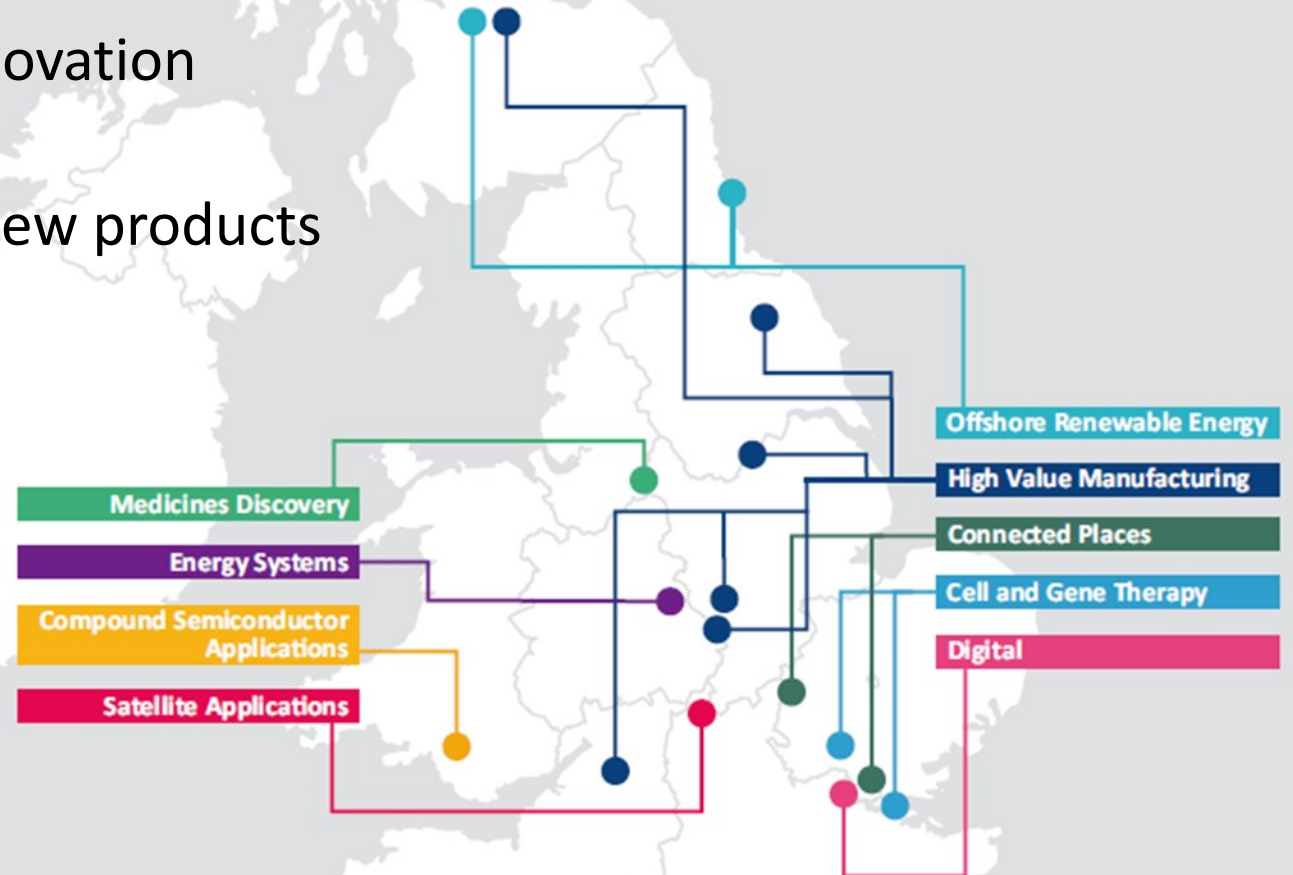 ovation
ew products
Offshore Renewable Energy
High Value Manufacturing
Connected Places
Cell and Gene Therapy
Digital
Medicines Discovery
Energy Systems
Compound Semiconductor
Applications
Satellite Applications